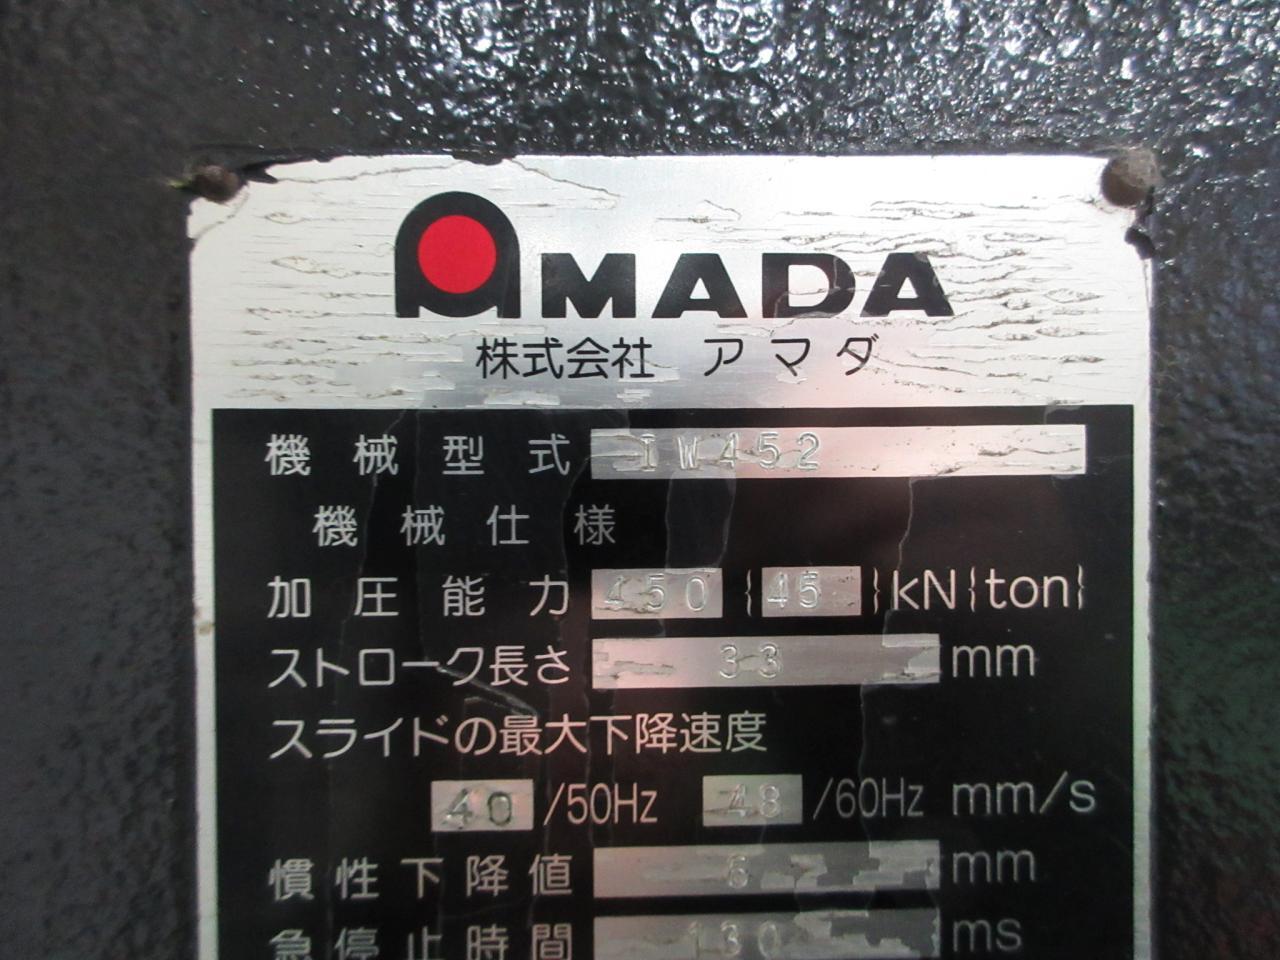 AMADA
株式会社 アマダ
機械型式 IW452
機械仕様
加圧能力 450 {45} kN{ton}
ストローク長さ 33 mm
スライドの最大下降速度
40 /50Hz 48 /60Hz mm/s
慣性下降値 6 mm
急停止時間 130 ms